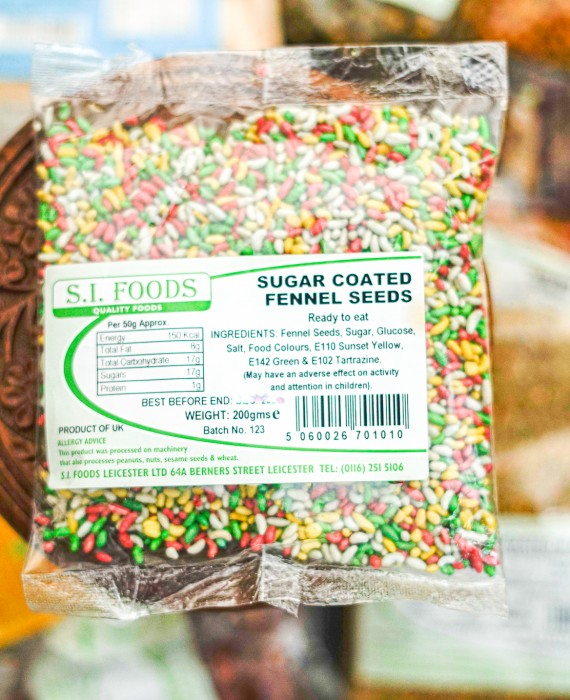 S.I. FOODS
QUALITY FOODS
SUGAR COATED
FENNEL SEEDS
Ready to eat
Per 50g Approx
Energy 150 Kcal
Total Fat 8g
Total Carbohydrate 17g
Sugars 17g
Protein 1g
INGREDIENTS: Fennel Seeds, Sugar, Glucose,
Salt, Food Colours, E110 Sunset Yellow,
E142 Green & E102 Tartrazine.
(May have an adverse effect on activity
and attention in children).
BEST BEFORE END:
WEIGHT: 200gms e
Batch No. 123
5 060026 701010
PRODUCT OF UK
ALLERGY ADVICE
This product was processed on machinery
that also processes peanuts, nuts, sesame seeds & wheat.
S.I. FOODS LEICESTER LTD 64A BERNERS STREET LEICESTER TEL: (0116) 251 5106